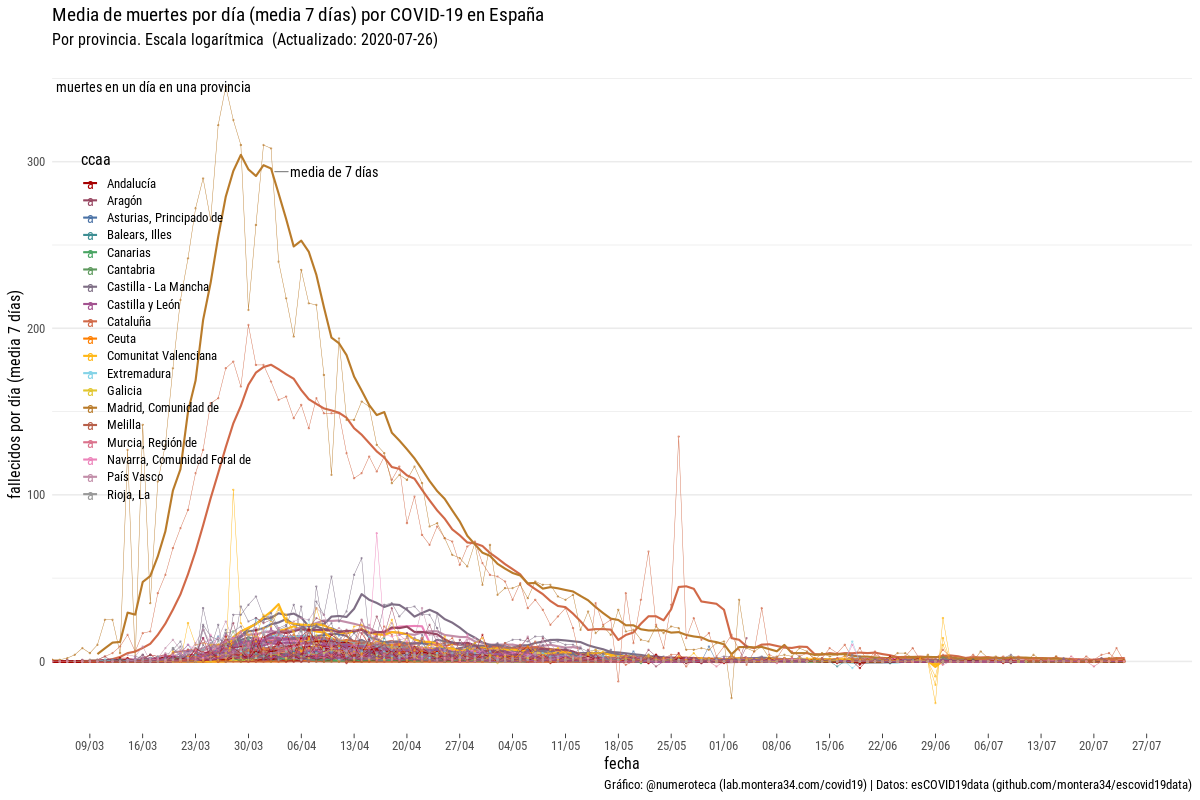 Media de muertes por día (media 7 días) por COVID-19 en España
Por provincia. Escala logarítmica  (Actualizado: 2020-07-26)
muertes en un día en una provincia
media de 7 días
ccaa
Andalucía
Aragón
Asturias, Principado de
Balears, Illes
Canarias
Cantabria
Castilla - La Mancha
Castilla y León
Cataluña
Ceuta
Comunitat Valenciana
Extremadura
Galicia
Madrid, Comunidad de
Melilla
Murcia, Región de
Navarra, Comunidad Foral de
País Vasco
Rioja, La
fallecidos por día (media 7 días)
300
200
100
0
09/03 16/03 23/03 30/03 06/04 13/04 20/04 27/04 04/05 11/05 18/05 25/05 01/06 08/06 15/06 22/06 29/06 06/07 13/07 20/07 27/07
fecha
Gráfico: @numeroteca (lab.montera34.com/covid19) | Datos: esCOVID19data (github.com/montera34/escovid19data)